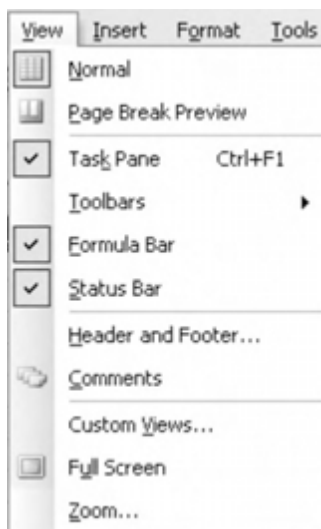 View Insert Format Tools
Normal
Page Break Preview
Task Pane Ctrl+F1
Toolbars
Formula Bar
Status Bar
Header and Footer...
Comments
Custom Views...
Full Screen
Zoom...